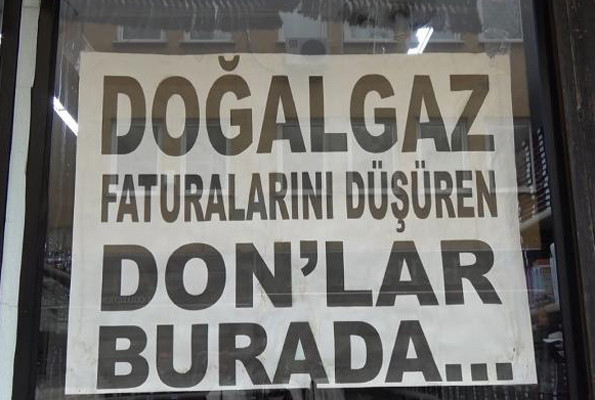 DOĞALGAZ
FATURALARINI DÜŞÜREN
DON'LAR
BURADA...